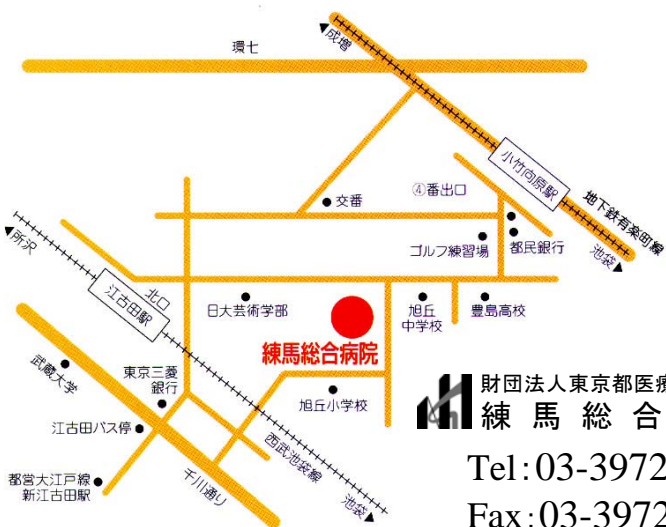 環七
▲成増
小竹向原駅
地下鉄有楽町線
池袋▲
●交番
④番出口
ゴルフ練習場
都民銀行
▲所沢
江古田駅
北口
日大芸術学部
練馬総合病院
旭丘
中学校
豊島高校
武蔵大学
東京三菱
銀行
旭丘小学校
江古田バス停●
西武池袋線
池袋▲
都営大江戸線
新江古田駅
千川通り
財団法人東京都医療
練馬総合
Tel:03-3972
Fax:03-3972